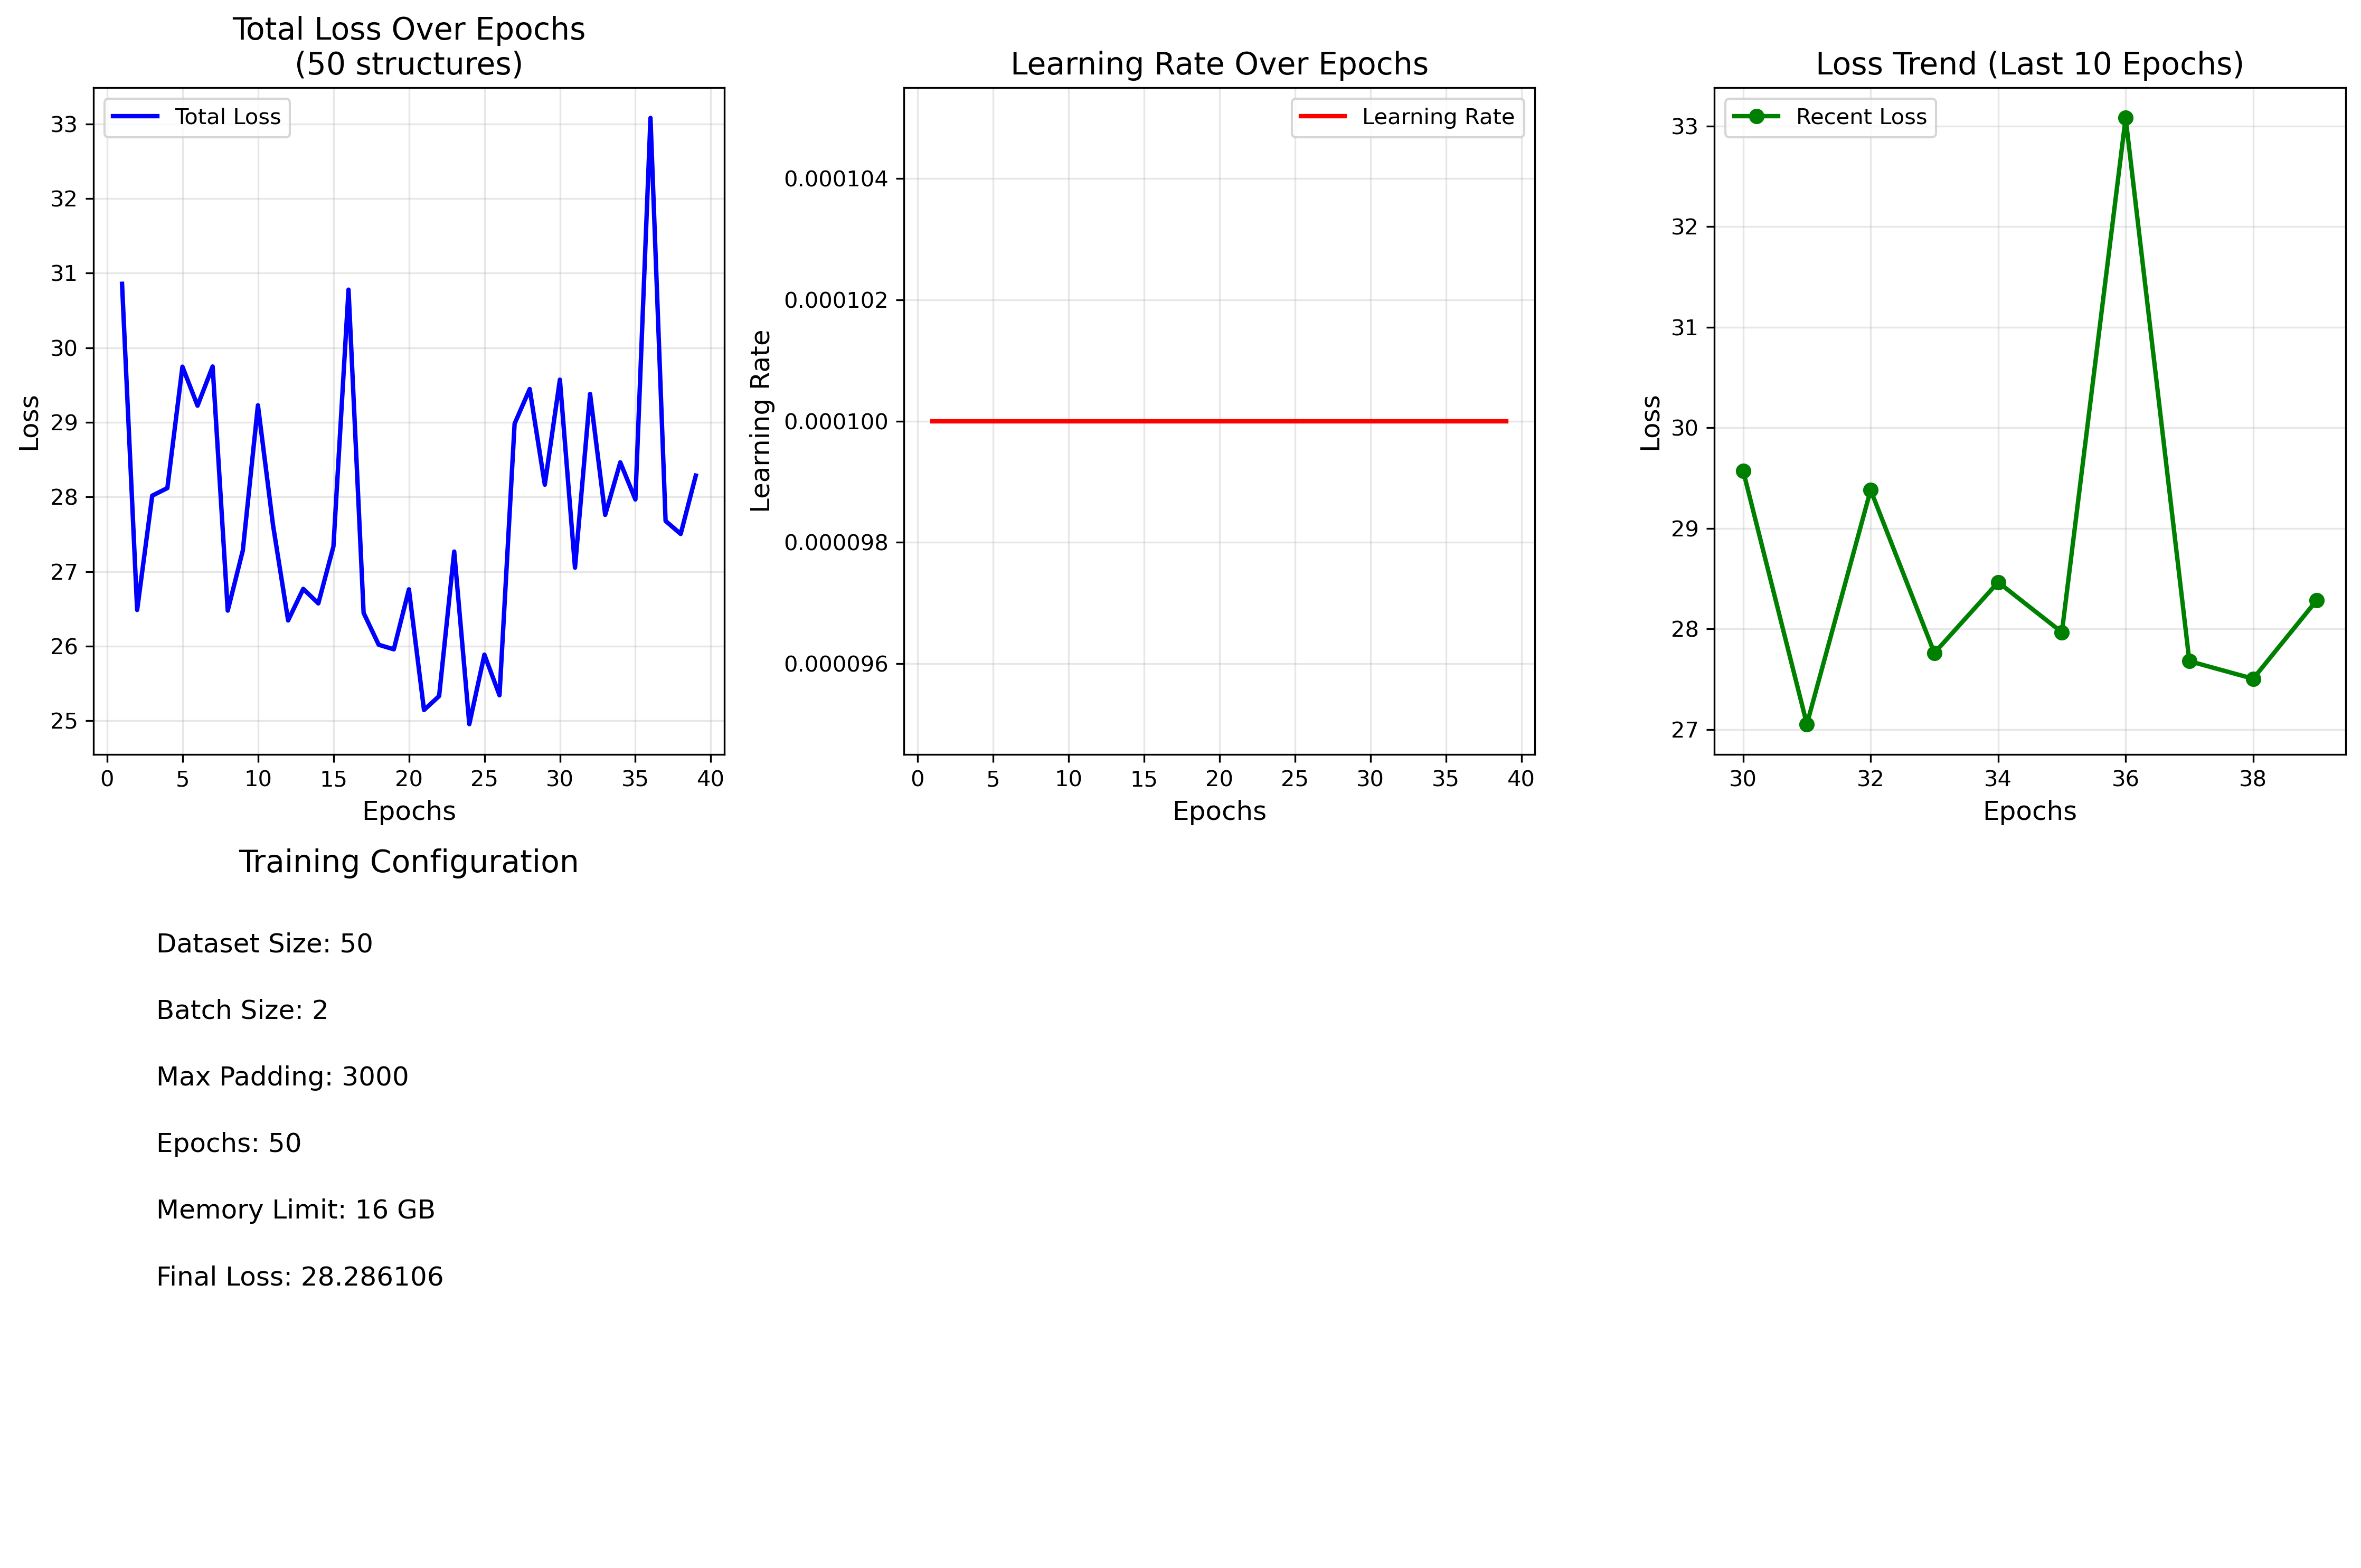 Total Loss Over Epochs
(50 structures)
Total Loss
33
32
31
30
29
28
27
26
25
Loss
0 5 10 15 20 25 30 35 40
Epochs
Learning Rate Over Epochs
Learning Rate
0.000104
0.000102
0.000100
0.000098
0.000096
Learning Rate
0 5 10 15 20 25 30 35 40
Epochs
Loss Trend (Last 10 Epochs)
Recent Loss
33
32
31
30
29
28
27
Loss
30 32 34 36 38
Epochs
Training Configuration
Dataset Size: 50
Batch Size: 2
Max Padding: 3000
Epochs: 50
Memory Limit: 16 GB
Final Loss: 28.286106